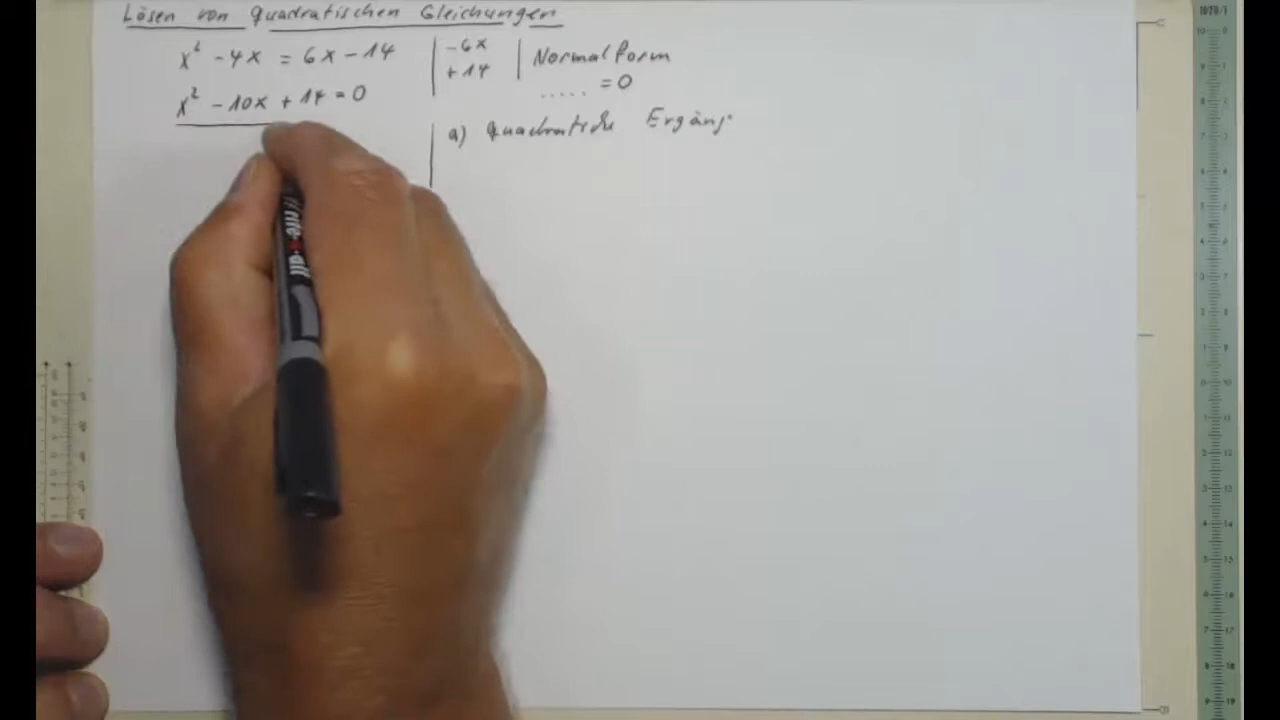 Lösen von quadratischen Gleichungen
x² - 4x = 6x - 14 | -6x +14 | Normalform ..... = 0
x² - 10x + 14 = 0
a) quadratische Ergänz